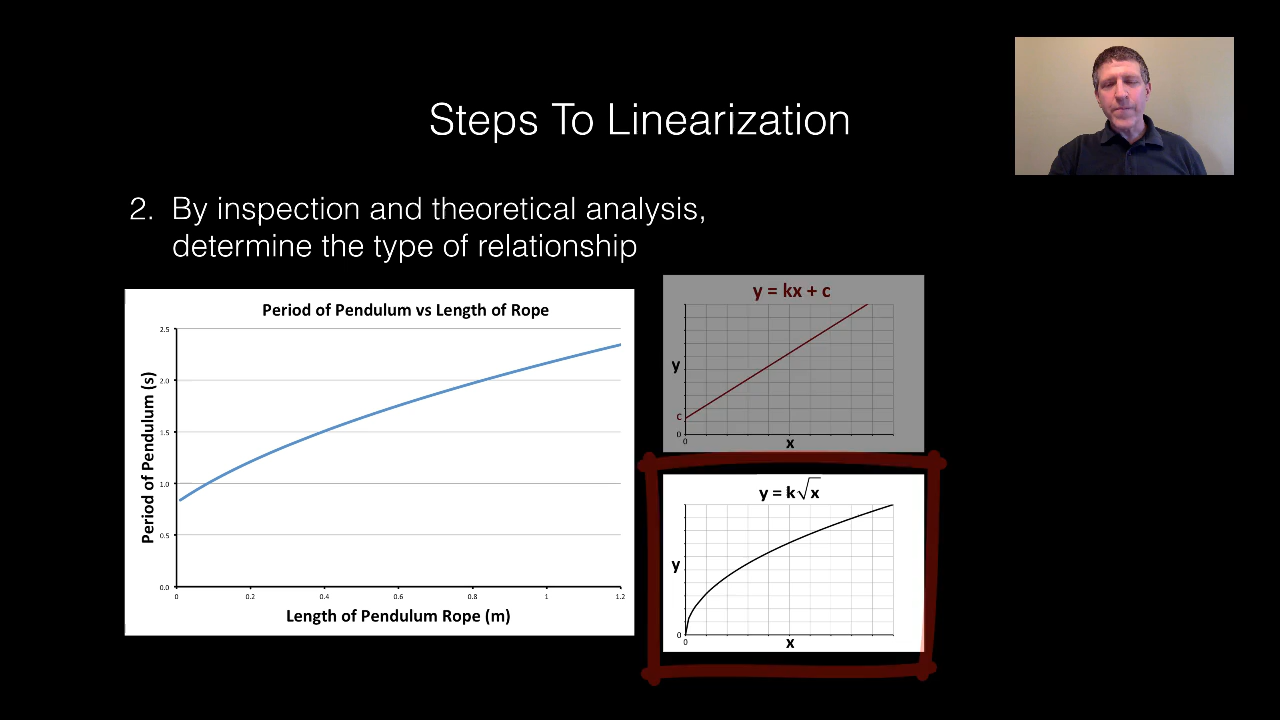 Steps To Linearization
2. By inspection and theoretical analysis,
determine the type of relationship
Period of Pendulum vs Length of Rope
Period of Pendulum (s)
2.5
2.0
1.5
1.0
0.5
0.0
0 0.2 0.4 0.6 0.8 1 1.2
Length of Pendulum Rope (m)
y = kx + c
y
c
0
0
x
y = k√x
y
0
0
x